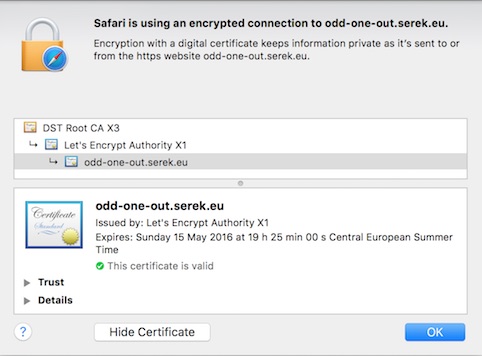 Safari is using an encrypted connection to odd-one-out.serek.eu.
Encryption with a digital certificate keeps information private as it's sent to or
from the https website odd-one-out.serek.eu.
DST Root CA X3
↳ Let's Encrypt Authority X1
↳ odd-one-out.serek.eu
Certificate
Standard
odd-one-out.serek.eu
Issued by: Let's Encrypt Authority X1
Expires: Sunday 15 May 2016 at 19 h 25 min 00 s Central European Summer
Time
This certificate is valid
Trust
Details
? Hide Certificate OK